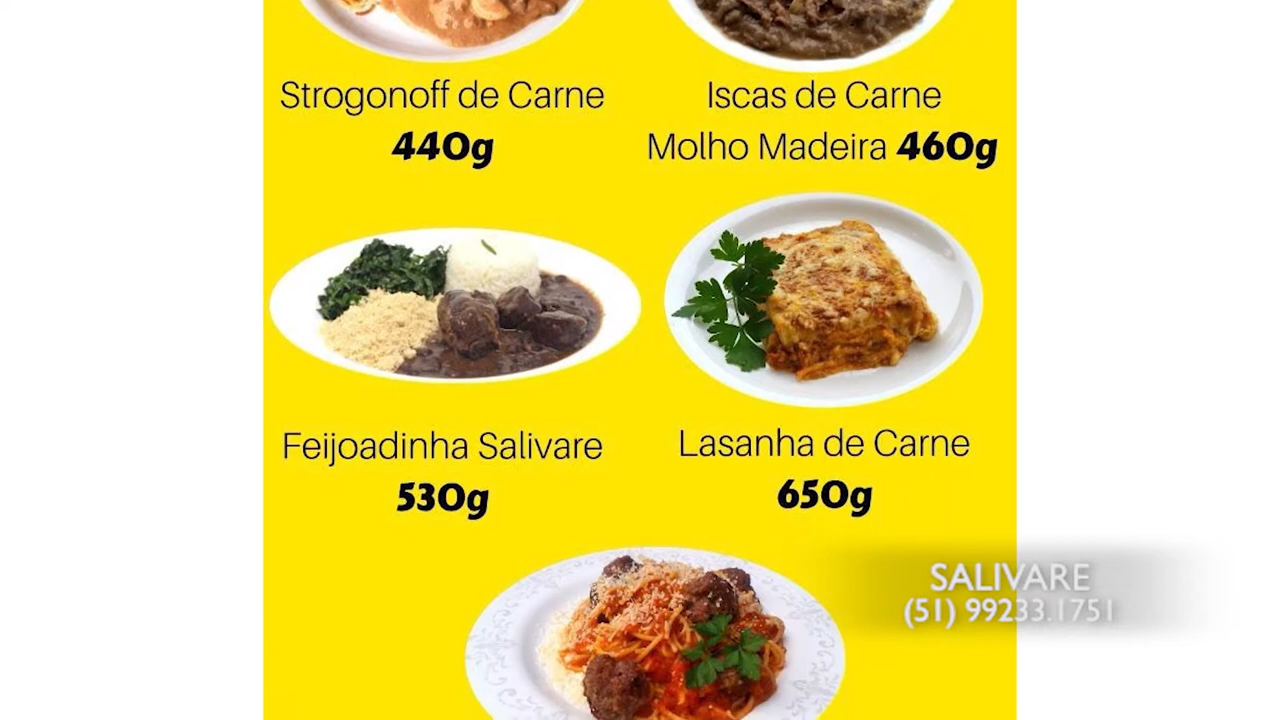 Strogonoff de Carne
440g
Iscas de Carne
Molho Madeira 460g
Feijoadinha Salivare
530g
Lasanha de Carne
650g
SALIVARE
(51) 99233.1751